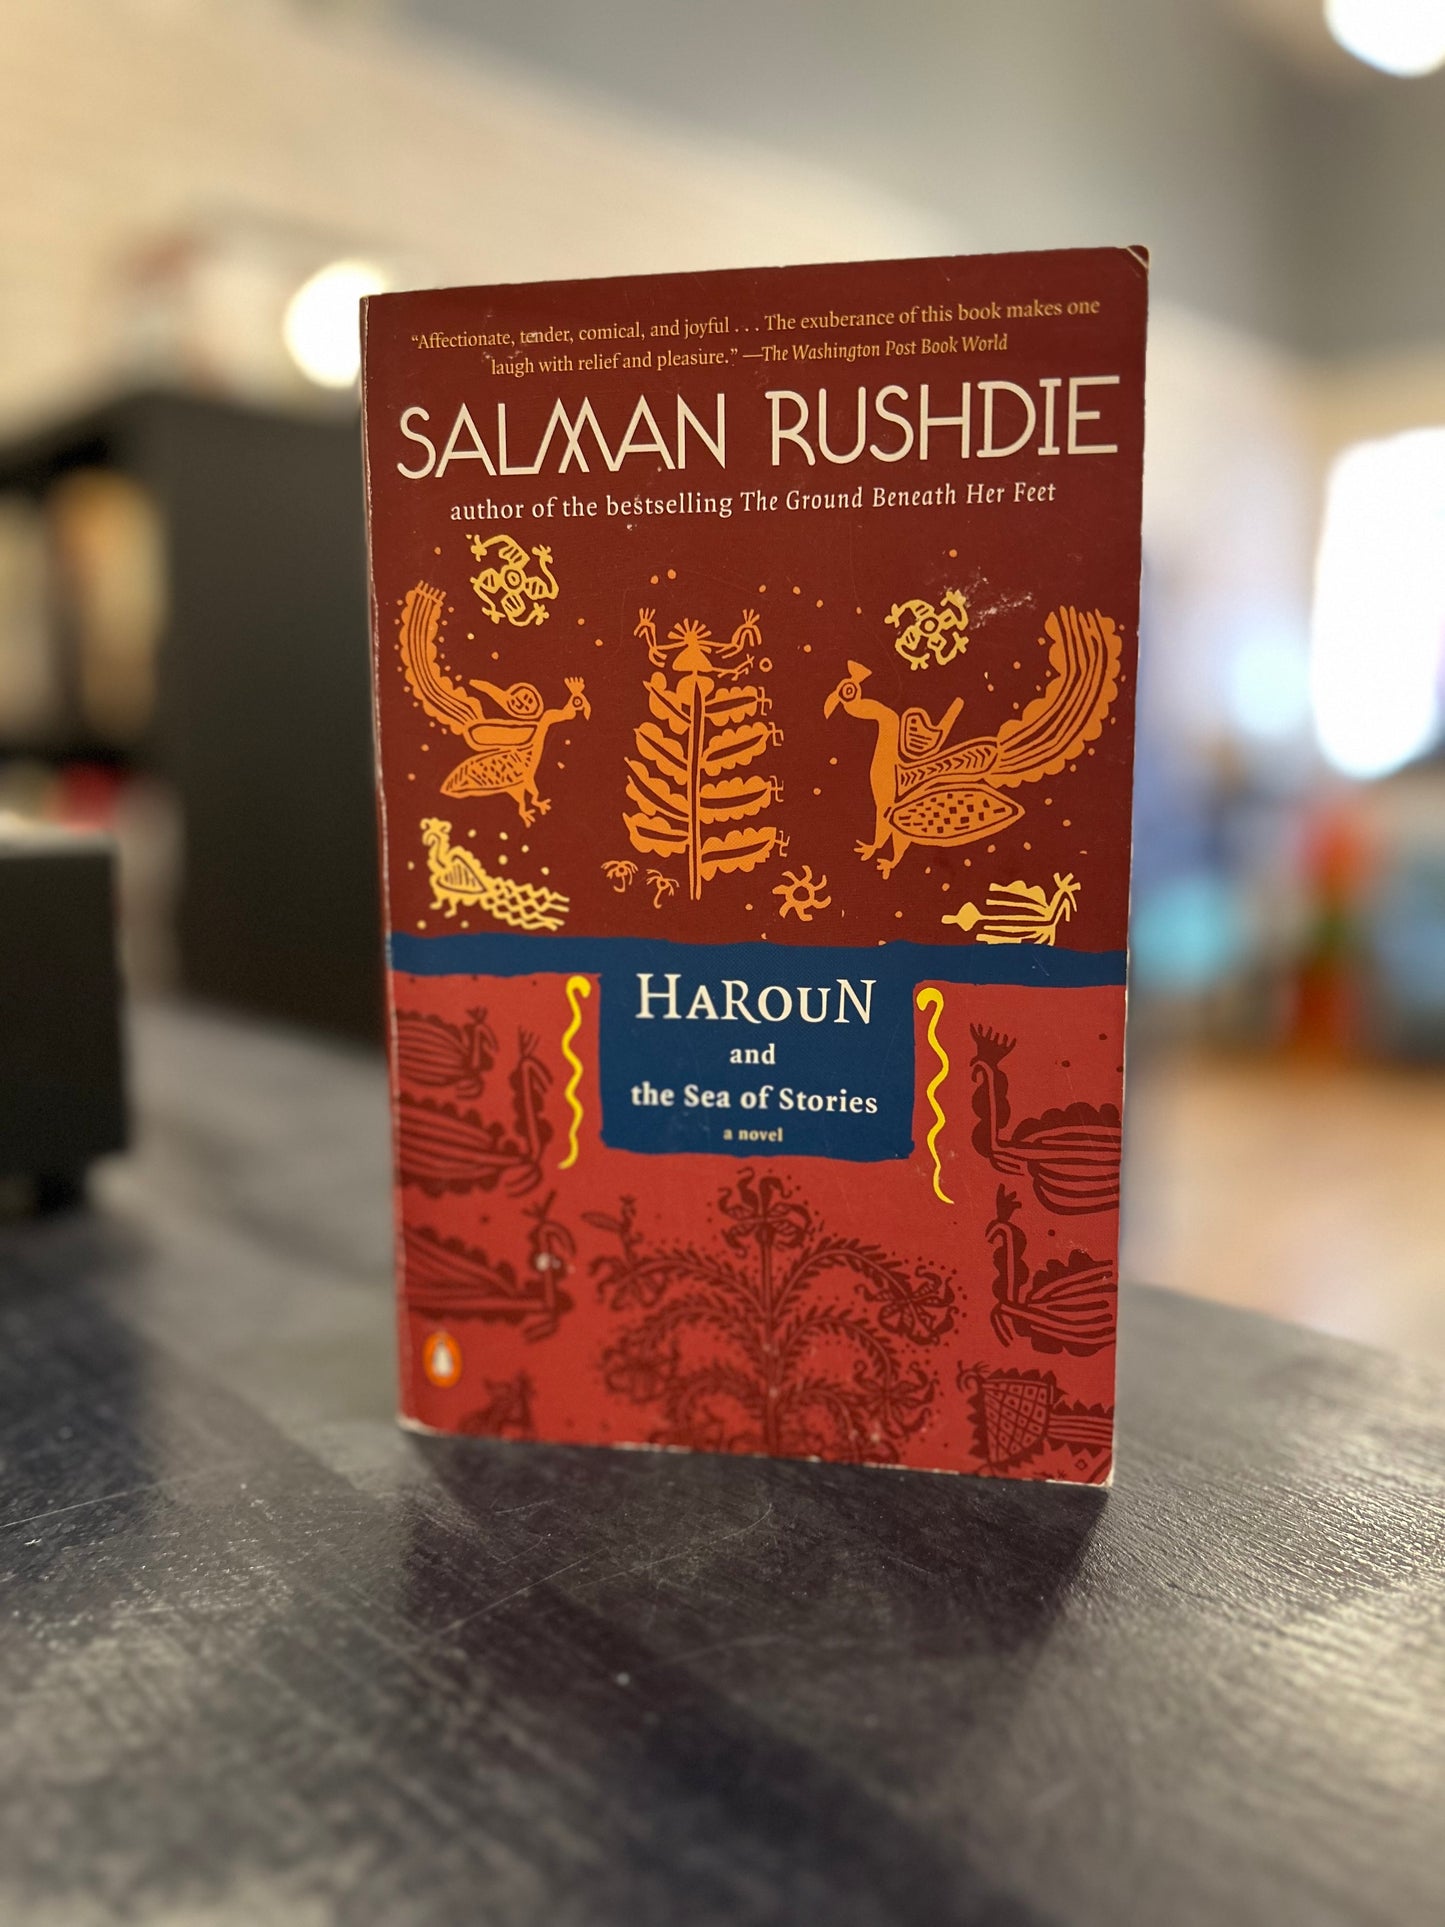 “Affectionate, tender, comical, and joyful . . . The exuberance of this book makes one
laugh with relief and pleasure.” —The Washington Post Book World
SALMAN RUSHDIE
author of the bestselling The Ground Beneath Her Feet
HAROUN
and
the Sea of Stories
a novel